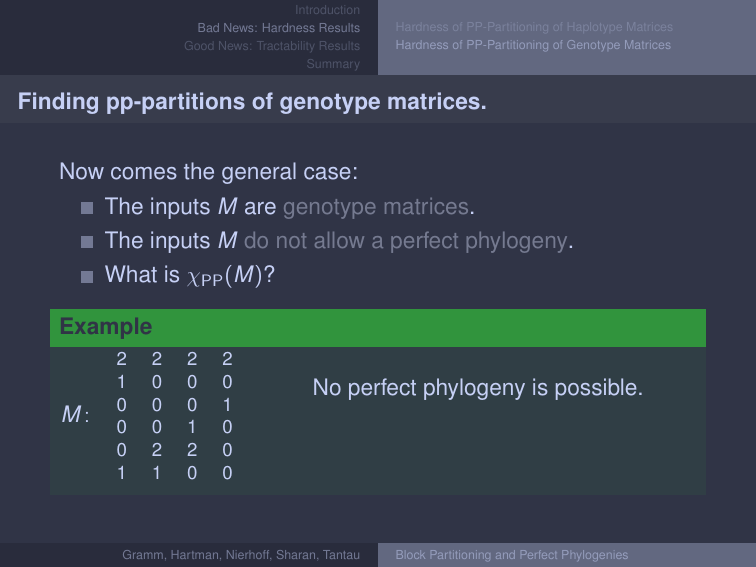 Introduction
Bad News: Hardness Results
Good News: Tractability Results
Summary
Hardness of PP-Partitioning of Haplotype Matrices
Hardness of PP-Partitioning of Genotype Matrices
Finding pp-partitions of genotype matrices.
Now comes the general case:
The inputs M are genotype matrices.
The inputs M do not allow a perfect phylogeny.
What is χPP(M)?
Example
M:
2 2 2 2
1 0 0 0
0 0 0 1
0 0 1 0
0 2 2 0
1 1 0 0
No perfect phylogeny is possible.
Gramm, Hartman, Nierhoff, Sharan, Tantau
Block Partitioning and Perfect Phylogenies